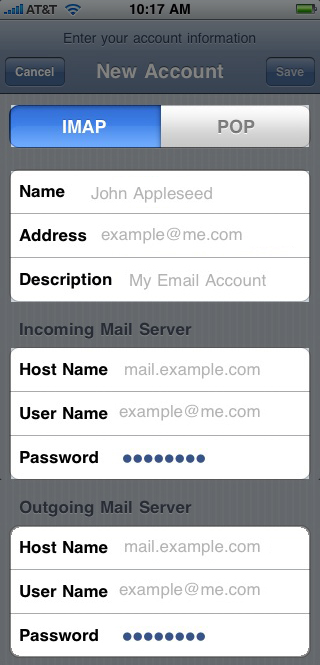 AT&T 10:17 AM
Enter your account information
Cancel New Account Save
IMAP POP
Name John Appleseed
Address example@me.com
Description My Email Account
Incoming Mail Server
Host Name mail.example.com
User Name example@me.com
Password ●●●●●●●●
Outgoing Mail Server
Host Name mail.example.com
User Name example@me.com
Password ●●●●●●●●